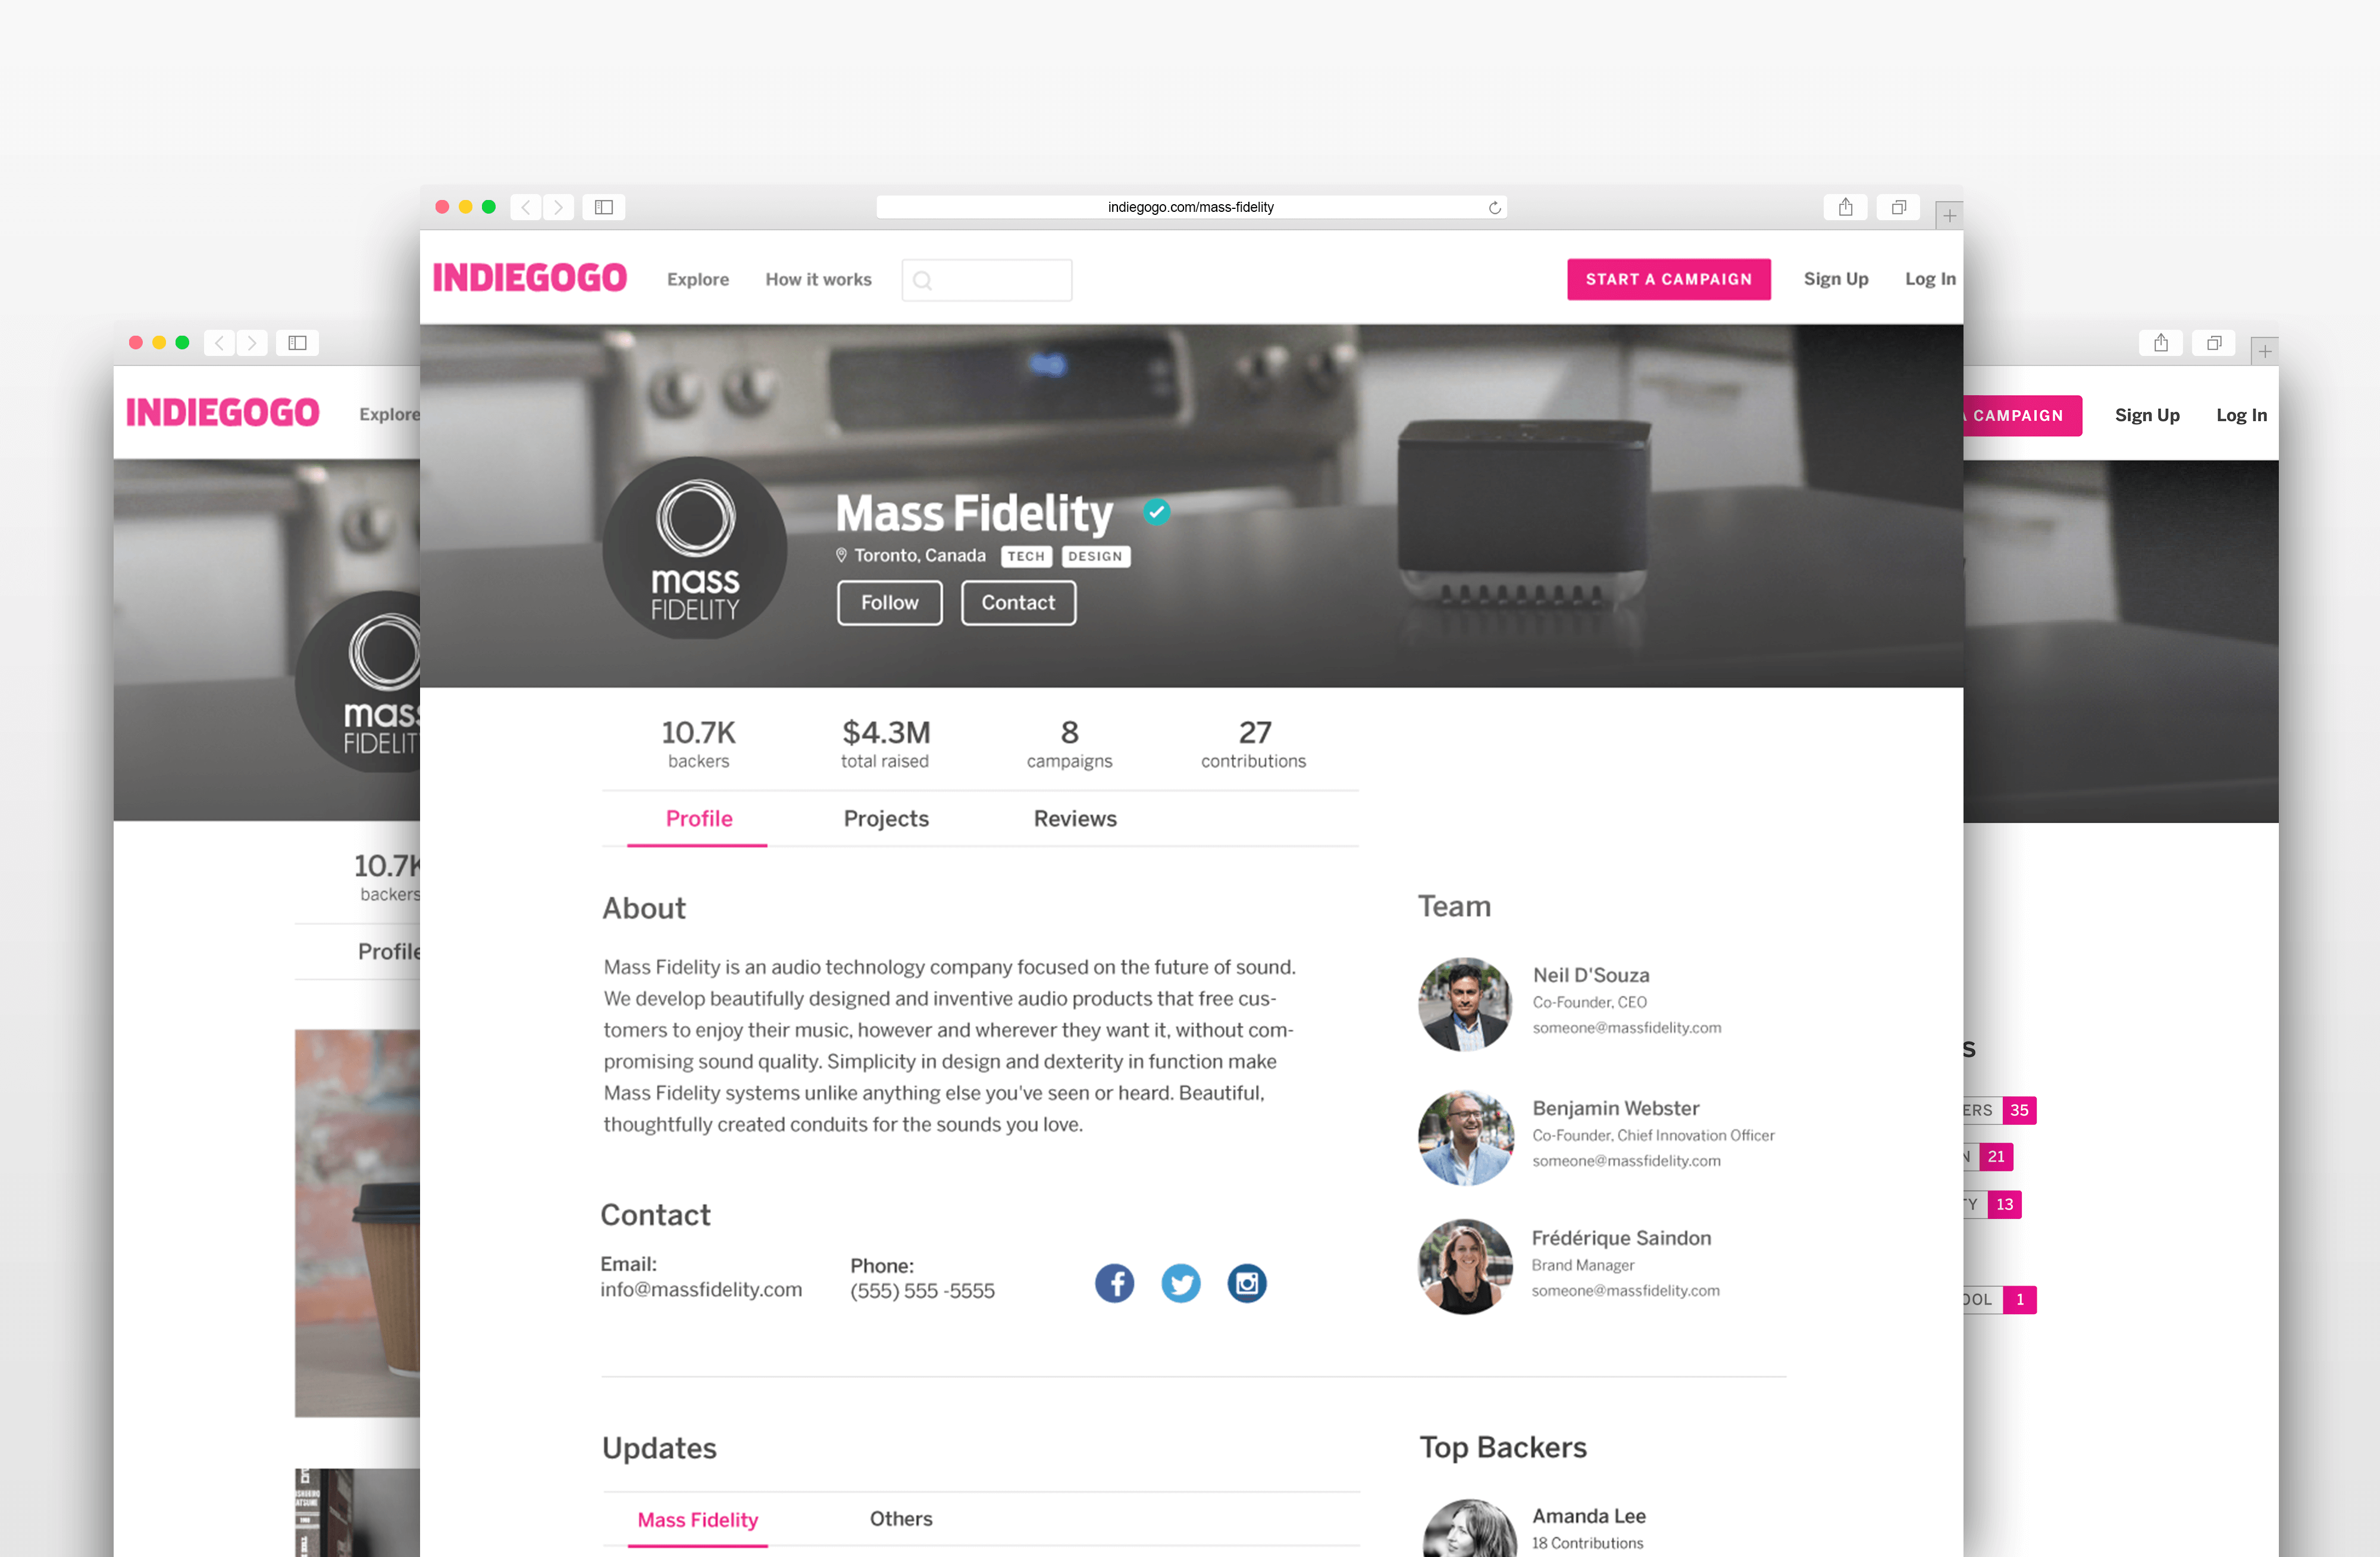 indiegogo.com/mass-fidelity
INDIEGOGO
Explore
How it works
START A CAMPAIGN
Sign Up
Log In
mass
FIDELITY
Mass Fidelity
Toronto, Canada
TECH
DESIGN
Follow
Contact
10.7K
backers
$4.3M
total raised
8
campaigns
27
contributions
Profile
Projects
Reviews
About
Mass Fidelity is an audio technology company focused on the future of sound.
We develop beautifully designed and inventive audio products that free cus-
tomers to enjoy their music, however and wherever they want it, without com-
promising sound quality. Simplicity in design and dexterity in function make
Mass Fidelity systems unlike anything else you've seen or heard. Beautiful,
thoughtfully created conduits for the sounds you love.
Contact
Email:
info@massfidelity.com
Phone:
(555) 555 -5555
Team
Neil D'Souza
Co-Founder, CEO
someone@massfidelity.com
Benjamin Webster
Co-Founder, Chief Innovation Officer
someone@massfidelity.com
Frédérique Saindon
Brand Manager
someone@massfidelity.com
Updates
Mass Fidelity
Others
Top Backers
Amanda Lee
18 Contributions
INDIEGOGO
Explore
mass
FIDELIT
10.7K
backers
Profile
CAMPAIGN
Sign Up
Log In
S
ERS 35
N 21
TY 13
OOL 1